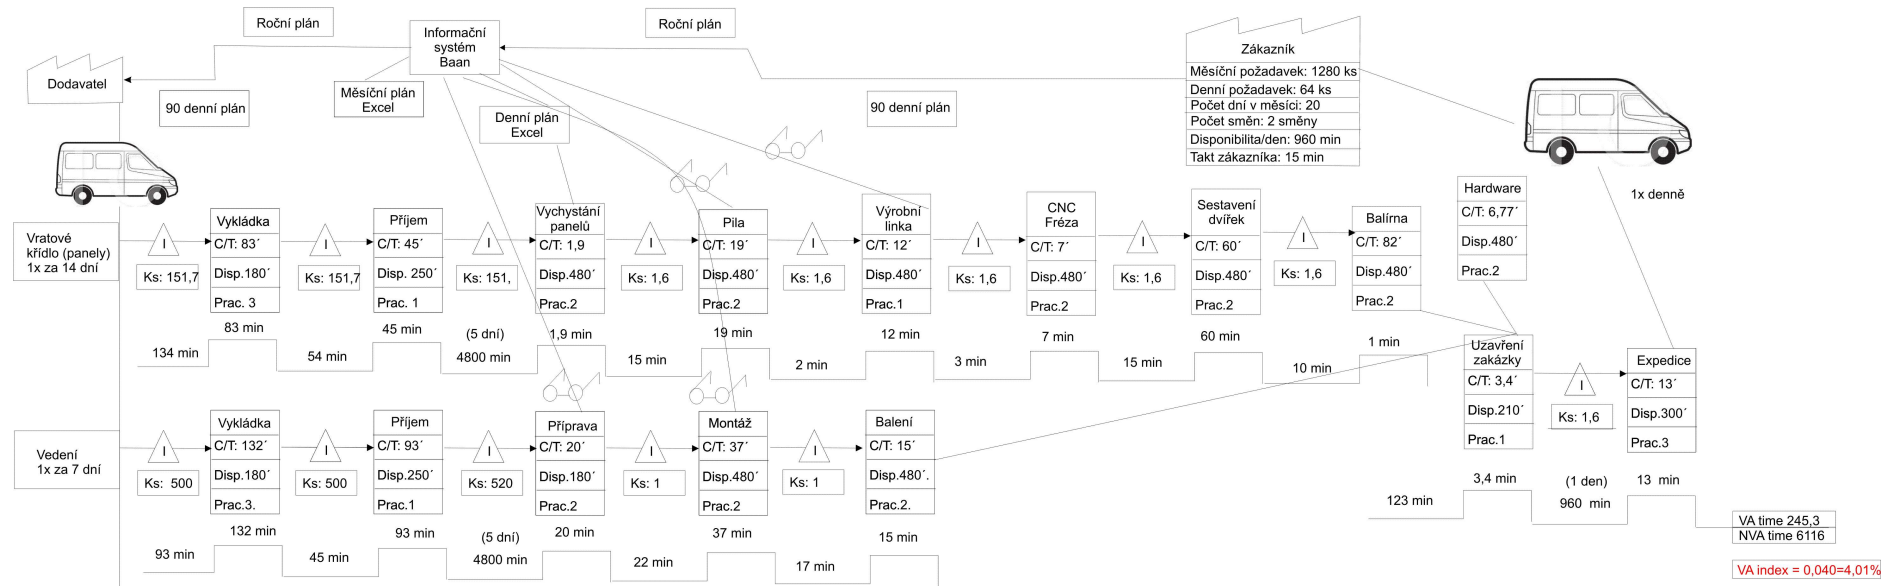 Roční plán
Roční plán
Informační
systém
Baan
Dodavatel
Měsíční plán
Excel
90 denní plán
Denní plán
Excel
90 denní plán
Zákazník
Měsíční požadavek: 1280 ks
Denní požadavek: 64 ks
Počet dní v měsíci: 20
Počet směn: 2 směny
Disponibilita/den: 960 min
Takt zákazníka: 15 min
1x denně
Vratové
křídlo (panely)
1x za 14 dní
I
Ks: 151,7
Vykládka
C/T: 83´
Disp.180´
Prac. 3
I
Ks: 151,7
Příjem
C/T: 45´
Disp. 250´
Prac. 1
I
Ks: 151,
Vychystání
panelů
C/T: 1,9
Disp.480´
Prac.2
I
Ks: 1,6
Pila
C/T: 19´
Disp.480´
Prac.2
I
Ks: 1,6
Výrobní
linka
C/T: 12´
Disp.480´
Prac.1
I
Ks: 1,6
CNC
Fréza
C/T: 7´
Disp.480´
Prac.2
I
Ks: 1,6
Sestavení
dvířek
C/T: 60´
Disp.480´
Prac.2
I
Ks: 1,6
Balírna
C/T: 82´
Disp.480´
Prac.2
Hardware
C/T: 6,77´
Disp.480´
Prac.2
134 min
83 min
54 min
45 min
(5 dní)
4800 min
1,9 min
15 min
19 min
2 min
12 min
3 min
7 min
15 min
60 min
10 min
1 min
Uzavření
zakázky
C/T: 3,4´
Disp.210´
Prac.1
I
Ks: 1,6
Expedice
C/T: 13´
Disp.300´
Prac.3
Vedení
1x za 7 dní
I
Ks: 500
Vykládka
C/T: 132´
Disp.180´
Prac.3.
I
Ks: 500
Příjem
C/T: 93´
Disp.250´
Prac.1
I
Ks: 520
Příprava
C/T: 20´
Disp.180´
Prac.2
I
Ks: 1
Montáž
C/T: 37´
Disp.480´
Prac.2
I
Ks: 1
Balení
C/T: 15´
Disp.480´.
Prac.2.
93 min
132 min
45 min
93 min
(5 dní)
4800 min
20 min
22 min
37 min
17 min
15 min
123 min
3,4 min
(1 den)
960 min
13 min
VA time 245,3
NVA time 6116
VA index = 0,040=4,01%